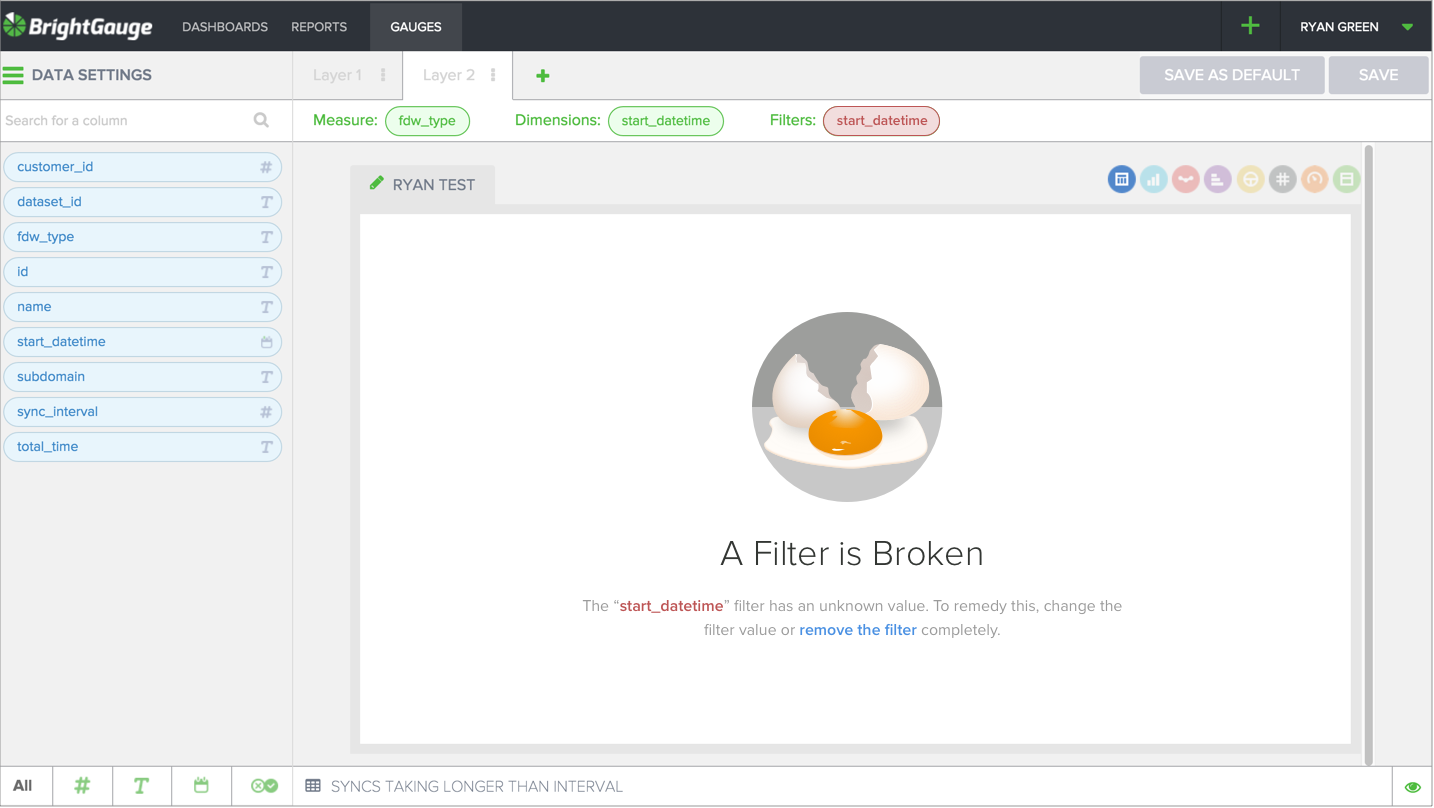 BrightGauge DASHBOARDS REPORTS GAUGES RYAN GREEN
DATA SETTINGS
Layer 1 Layer 2
SAVE AS DEFAULT SAVE
Search for a column
Measure: fdw_type Dimensions: start_datetime Filters: start_datetime
customer_id #
dataset_id T
fdw_type T
id T
name T
start_datetime
subdomain T
sync_interval #
total_time T
RYAN TEST
#
A Filter is Broken
The “start_datetime” filter has an unknown value. To remedy this, change the
filter value or remove the filter completely.
All # T
SYNCS TAKING LONGER THAN INTERVAL